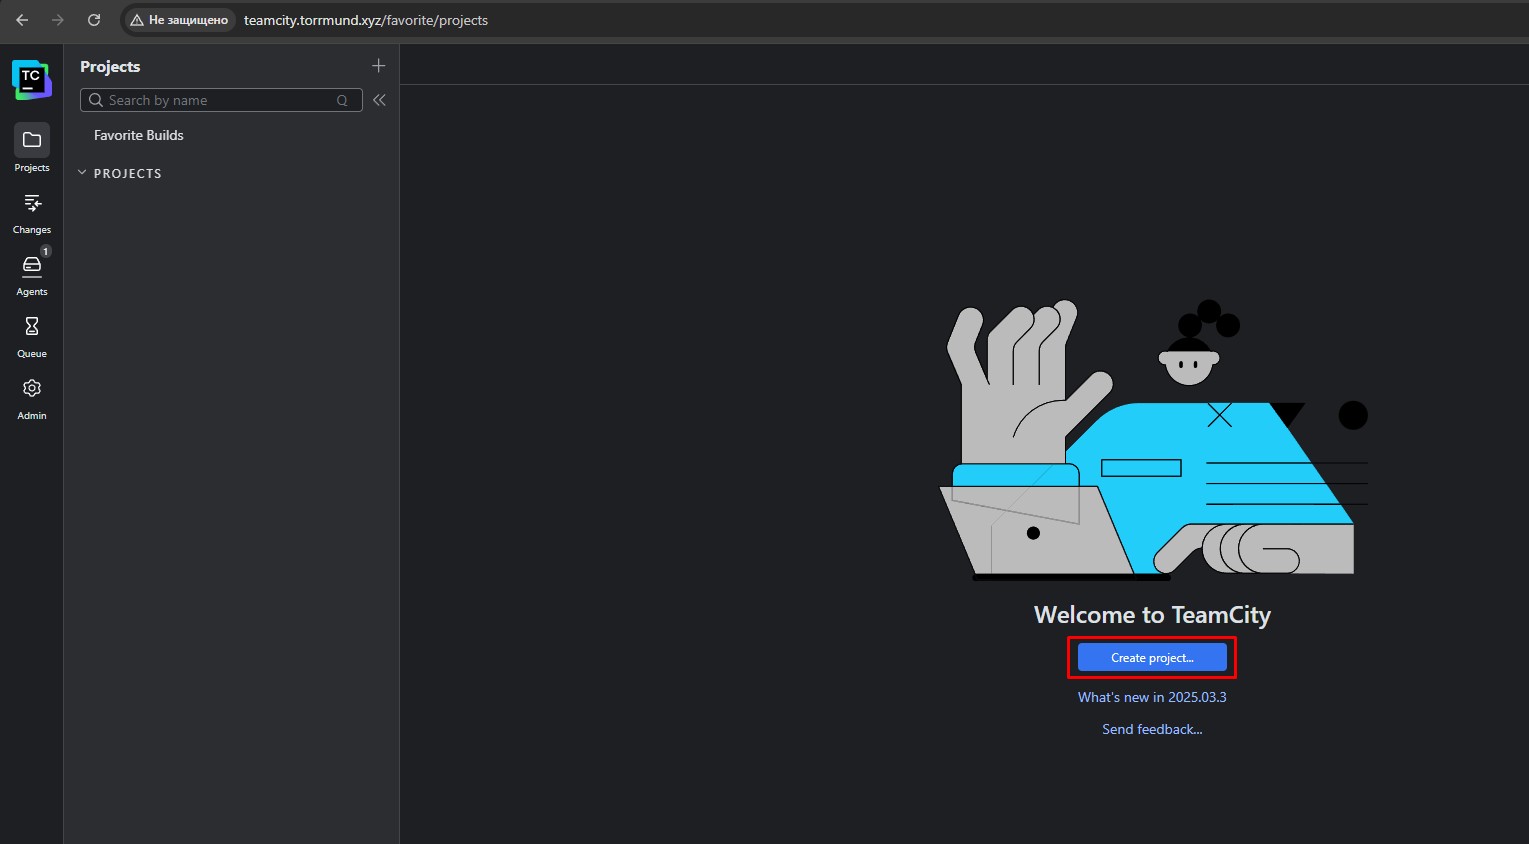 Не защищено
teamcity.torrmund.xyz/favorite/projects
TC
Projects
Changes
1
Agents
Queue
Admin
Projects
Search by name
Q
Favorite Builds
PROJECTS
Welcome to TeamCity
Create project...
What's new in 2025.03.3
Send feedback...